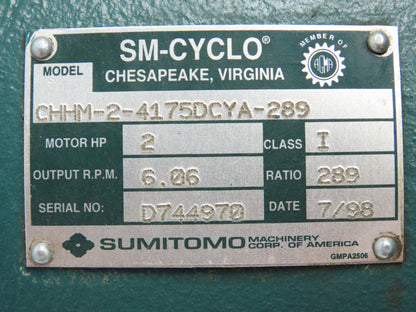 SM-CYCLO®
CHESAPEAKE, VIRGINIA
MEMBER OF
AGMA
MODEL
CHHM-2-4175DCYA-289
MOTOR HP 2 CLASS I
OUTPUT R.P.M. 6.06 RATIO 289
SERIAL NO: D744970 DATE 7/98
SUMITOMO MACHINERY
CORP. OF AMERICA
GMPA2506